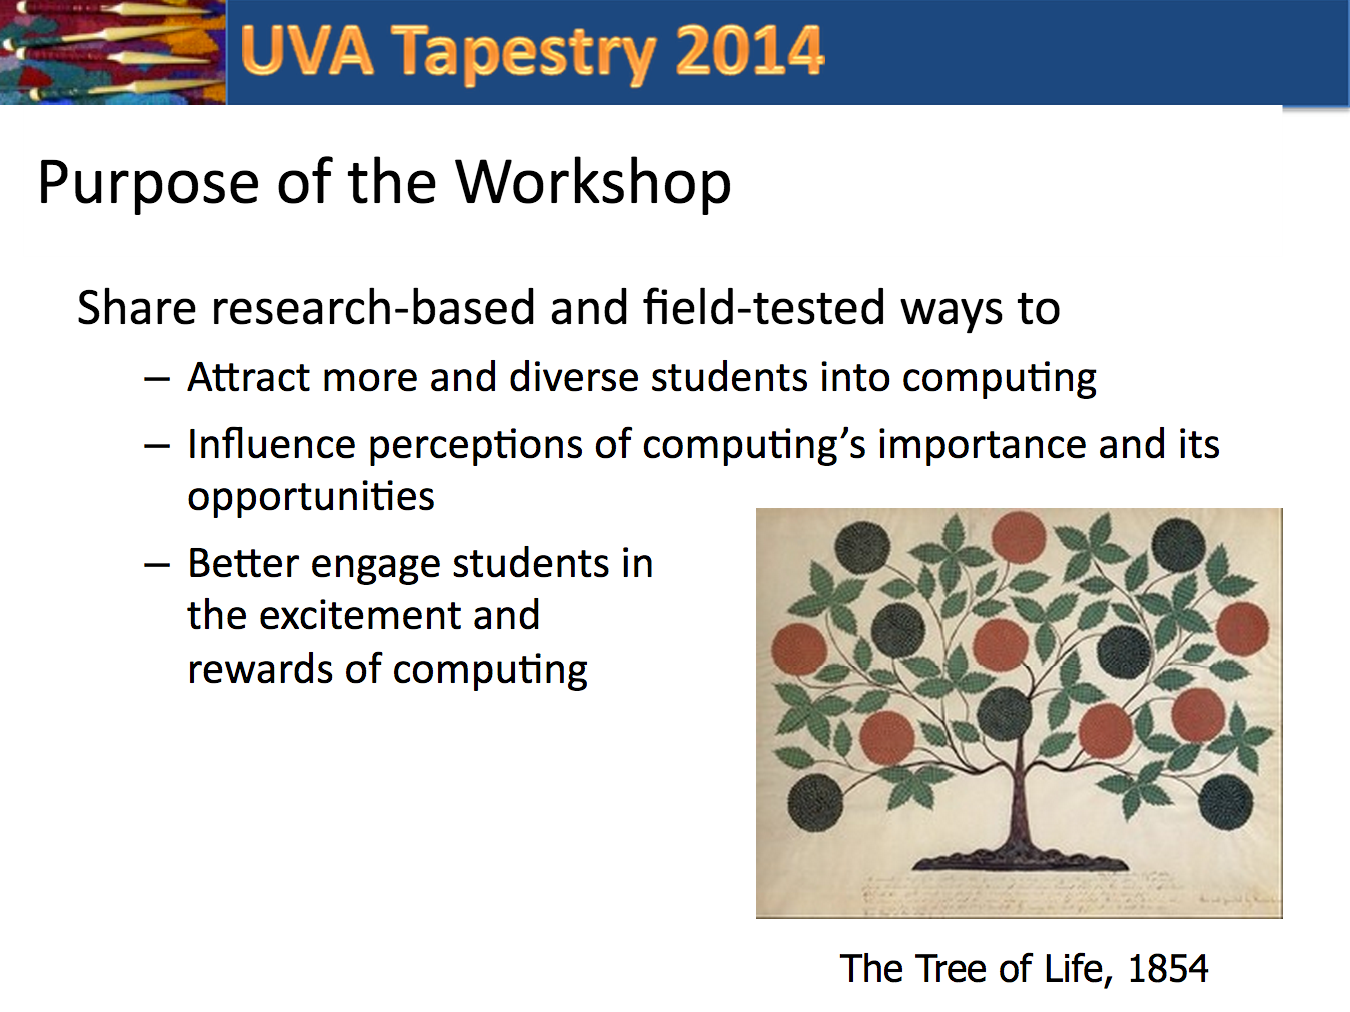 UVA Tapestry 2014
Purpose of the Workshop
Share research-based and field-tested ways to
– Attract more and diverse students into computing
– Influence perceptions of computing’s importance and its
opportunities
– Better engage students in
the excitement and
rewards of computing
The Tree of Life, 1854